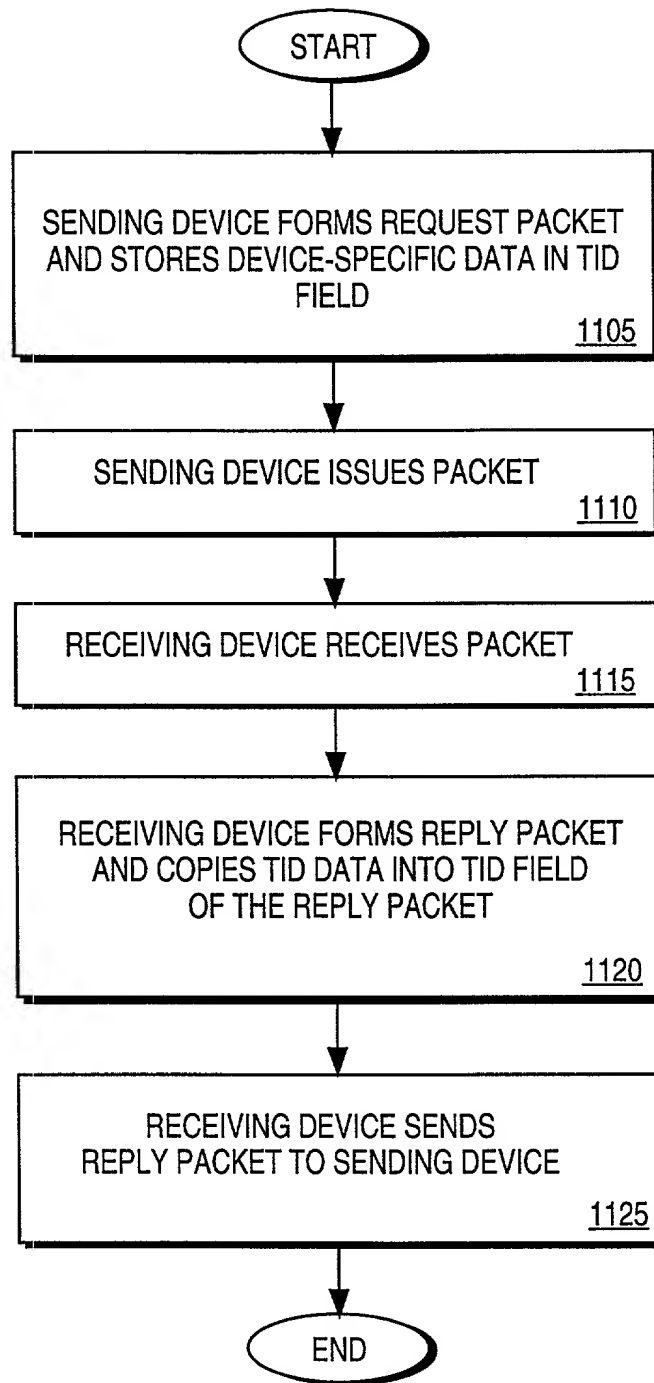 START
SENDING DEVICE FORMS REQUEST PACKET
AND STORES DEVICE-SPECIFIC DATA IN TID
FIELD
1105
SENDING DEVICE ISSUES PACKET
1110
RECEIVING DEVICE RECEIVES PACKET
1115
RECEIVING DEVICE FORMS REPLY PACKET
AND COPIES TID DATA INTO TID FIELD
OF THE REPLY PACKET
1120
RECEIVING DEVICE SENDS
REPLY PACKET TO SENDING DEVICE
1125
END